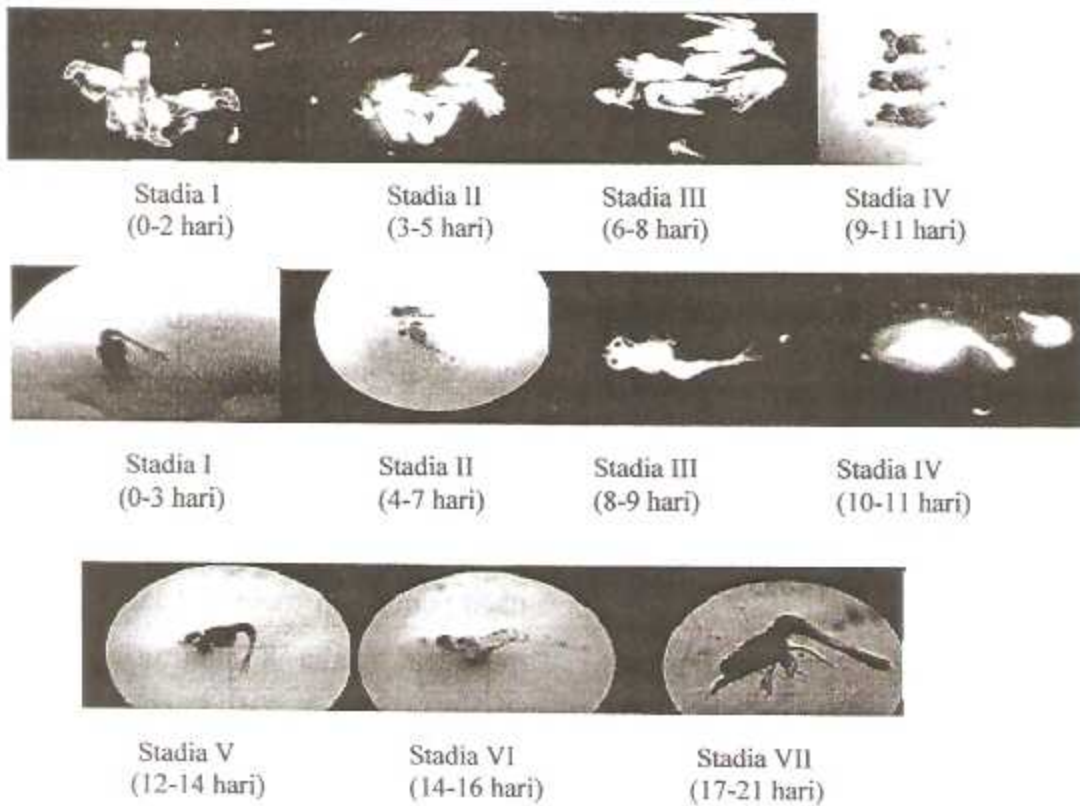 Stadia I
(0-2 hari)
Stadia II
(3-5 hari)
Stadia III
(6-8 hari)
Stadia IV
(9-11 hari)
Stadia I
(0-3 hari)
Stadia II
(4-7 hari)
Stadia III
(8-9 hari)
Stadia IV
(10-11 hari)
Stadia V
(12-14 hari)
Stadia VI
(14-16 hari)
Stadia VII
(17-21 hari)